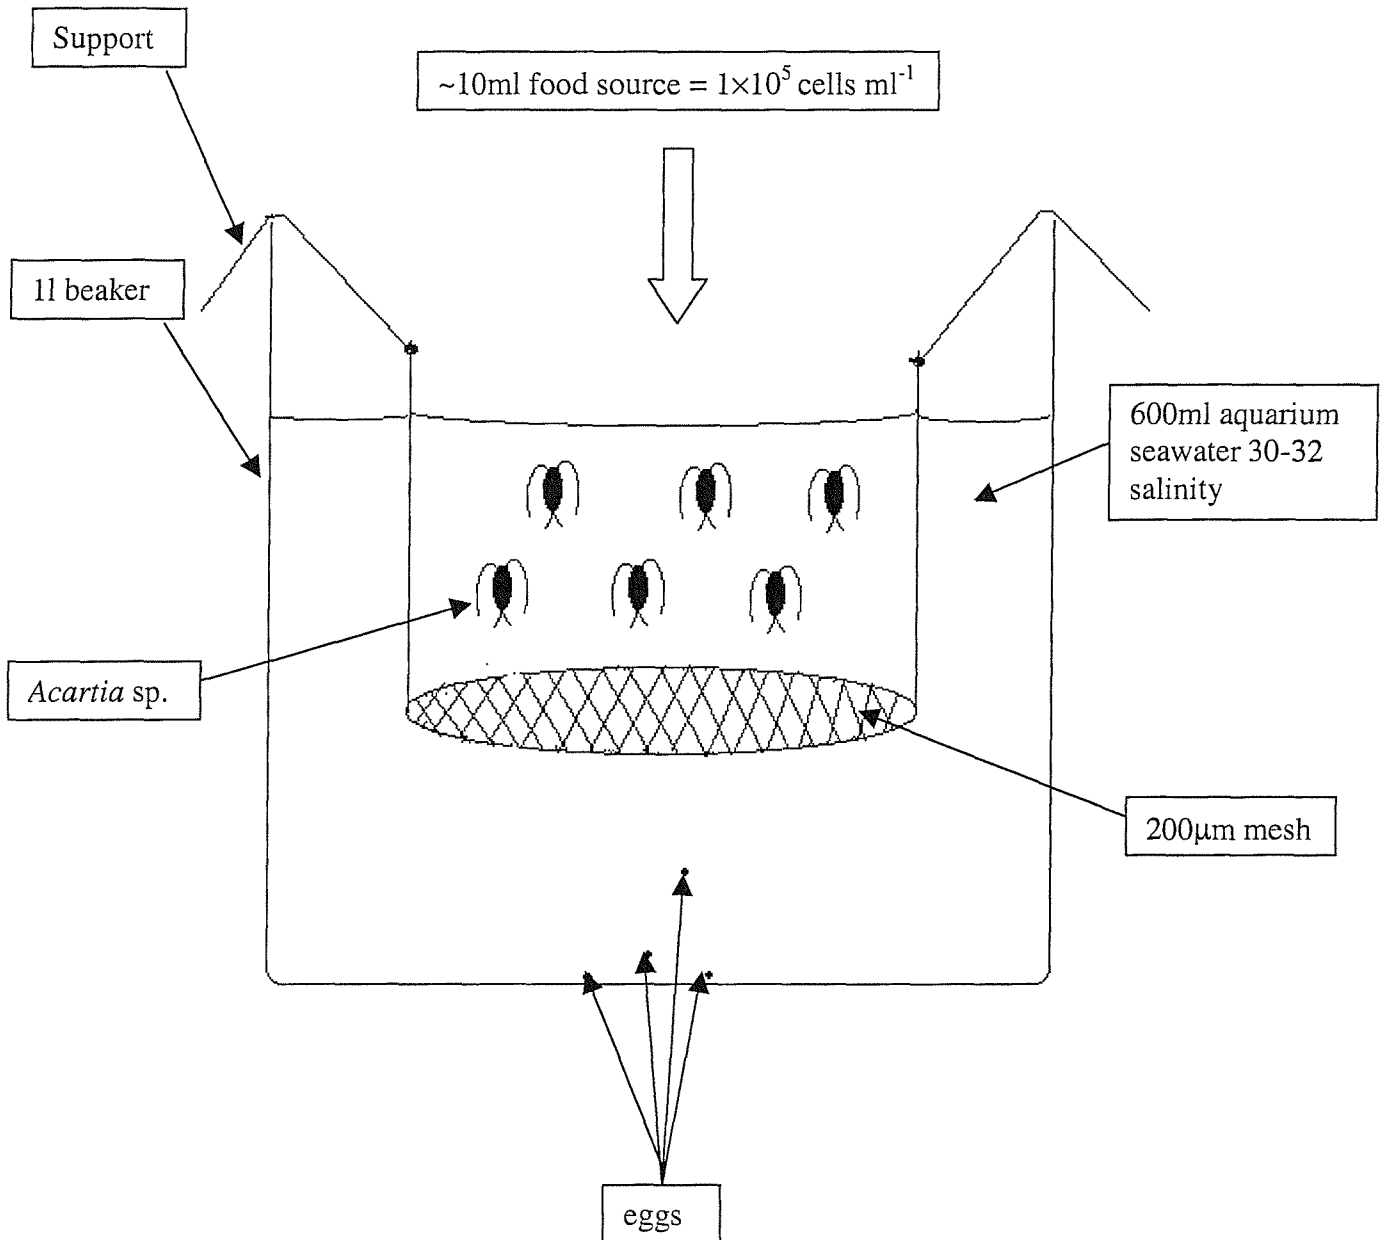 Support
~10ml food source = 1×10⁵ cells ml⁻¹
1l beaker
600ml aquarium
seawater 30-32
salinity
Acartia sp.
200μm mesh
eggs